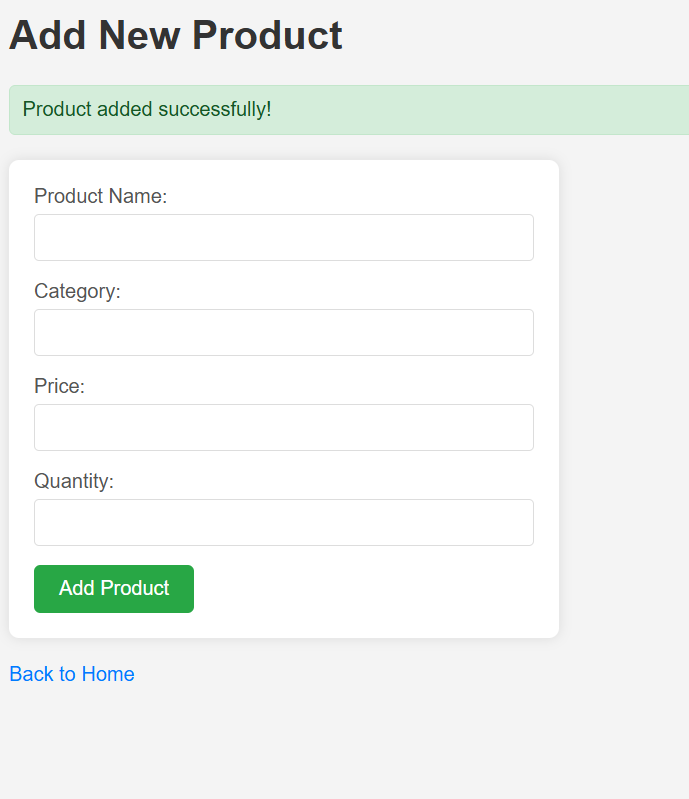 Add New Product
Product added successfully!
Product Name:
Category:
Price:
Quantity:
Add Product
Back to Home